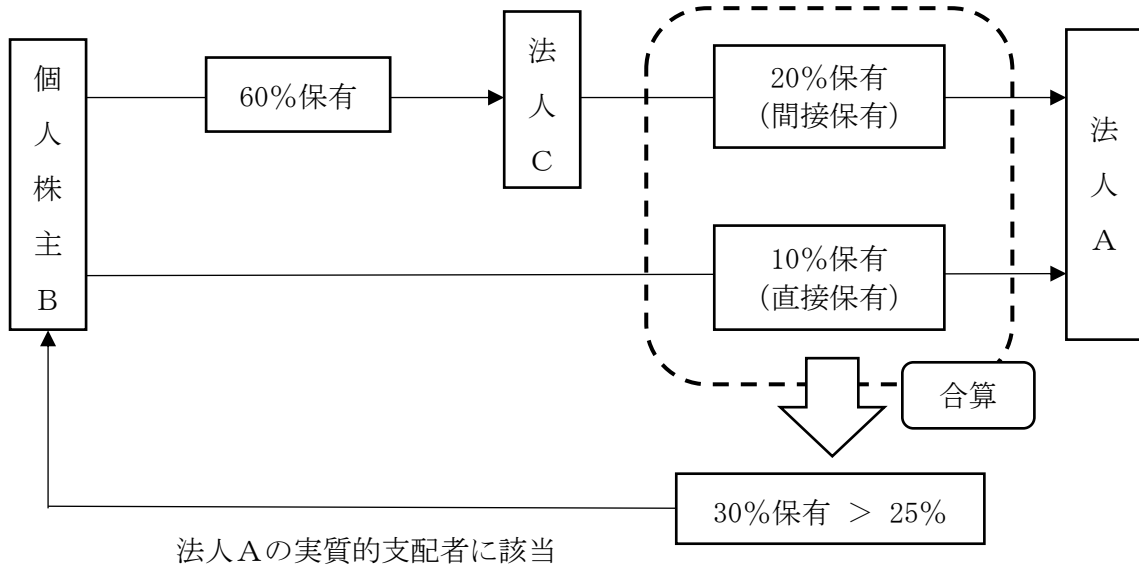 個人株主B
60%保有
法人C
20%保有
(間接保有)
法人A
10%保有
(直接保有)
合算
30%保有 > 25%
法人Aの実質的支配者に該当